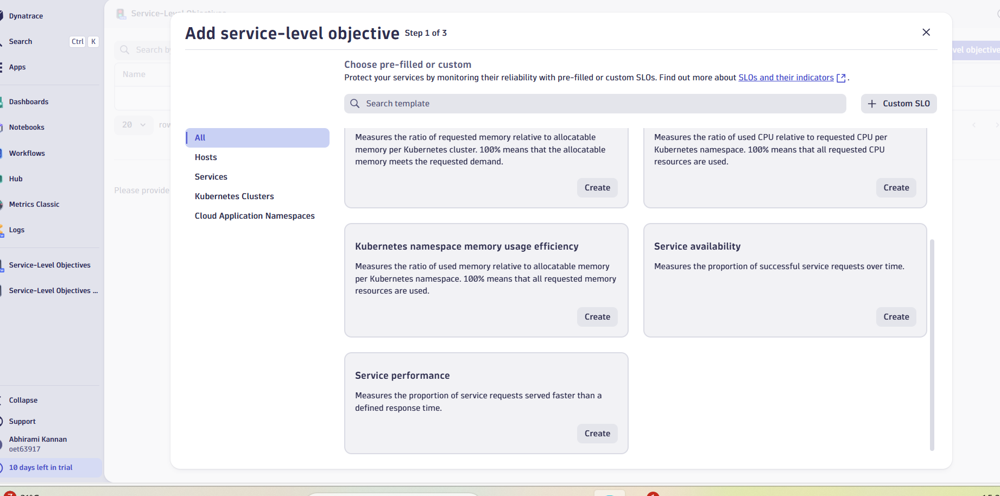 Dynatrace
Search
Ctrl K
Apps
Dashboards
Notebooks
Workflows
Hub
Metrics Classic
Logs
Service-Level Objectives
Service-Level Objectives ...
Collapse
Support
Abhirami Kannan
oet63917
10 days left in trial
Service-Level Objectives
Search by
Name
20
row
Please provide
vel objective
Add service-level objective Step 1 of 3
Choose pre-filled or custom
Protect your services by monitoring their reliability with pre-filled or custom SLOs. Find out more about SLOs and their indicators .
Search template
Custom SLO
All
Hosts
Services
Kubernetes Clusters
Cloud Application Namespaces
Measures the ratio of requested memory relative to allocatable
memory per Kubernetes cluster. 100% means that the allocatable
memory meets the requested demand.
Create
Measures the ratio of used CPU relative to requested CPU per
Kubernetes namespace. 100% means that all requested CPU
resources are used.
Create
Kubernetes namespace memory usage efficiency
Measures the ratio of used memory relative to allocatable memory
per Kubernetes namespace. 100% means that all requested memory
resources are used.
Create
Service availability
Measures the proportion of successful service requests over time.
Create
Service performance
Measures the proportion of service requests served faster than a
defined response time.
Create